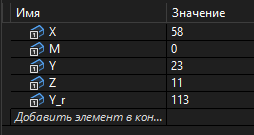 Имя Значение
X 58
M 0
Y 23
Z 11
Y_r 113
Добавить элемент в кон...